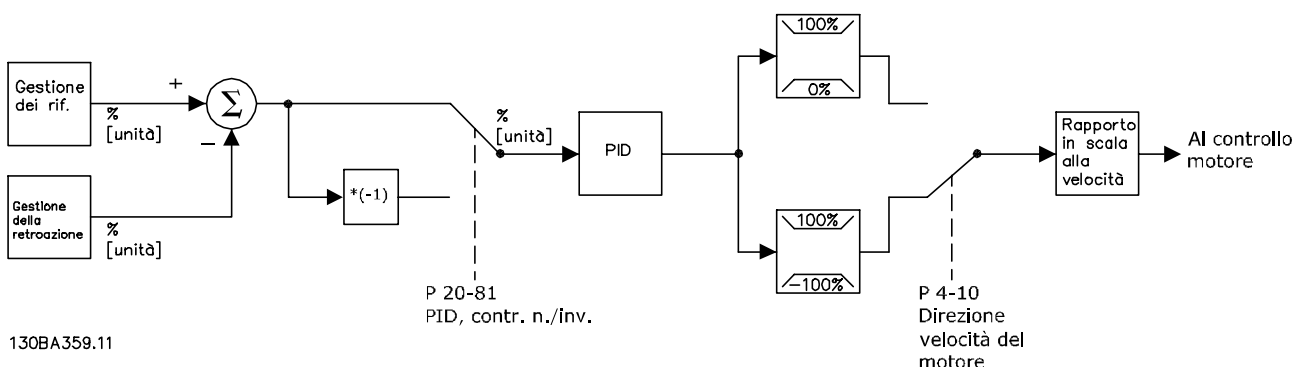 Gestione
dei rif.
+
%
[unità]
Σ
−
Gestione
della
retroazione
%
[unità]
*(-1)
%
[unità]
P 20-81
PID, contr. n./inv.
PID
100%
0%
100%
−100%
P 4-10
Direzione
velocità del
motore
Rapporto
in scala
alla
velocità
Al controllo
motore
130BA359.11